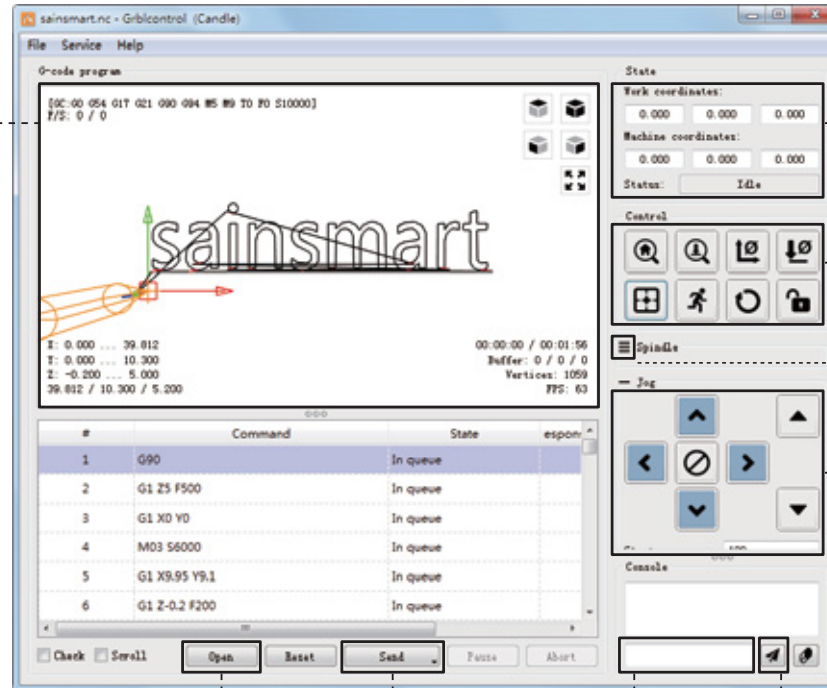 sainsmart.nc - Grblcontrol (Candle)
File Service Help
G-code program
[GC:G0 G54 G17 G21 G90 G94 M5 M9 T0 F0 S10000]
F/S: 0 / 0
sainsmart
X: 0.000 ... 39.812
Y: 0.000 ... 10.300
Z: -0.200 ... 5.000
39.812 / 10.300 / 5.200
00:00:00 / 00:01:56
Buffer: 0 / 0 / 0
Vertices: 1059
FPS: 63
# Command State espon
1 G90 In queue
2 G1 Z5 F500 In queue
3 G1 X0 Y0 In queue
4 M03 S6000 In queue
5 G1 X9.95 Y9.1 In queue
6 G1 Z-0.2 F200 In queue
Check Scroll Open Reset Send Pause Abort
State
Work coordinates:
0.000 0.000 0.000
Machine coordinates:
0.000 0.000 0.000
Status: Idle
Control
Spindle
Jog
Console